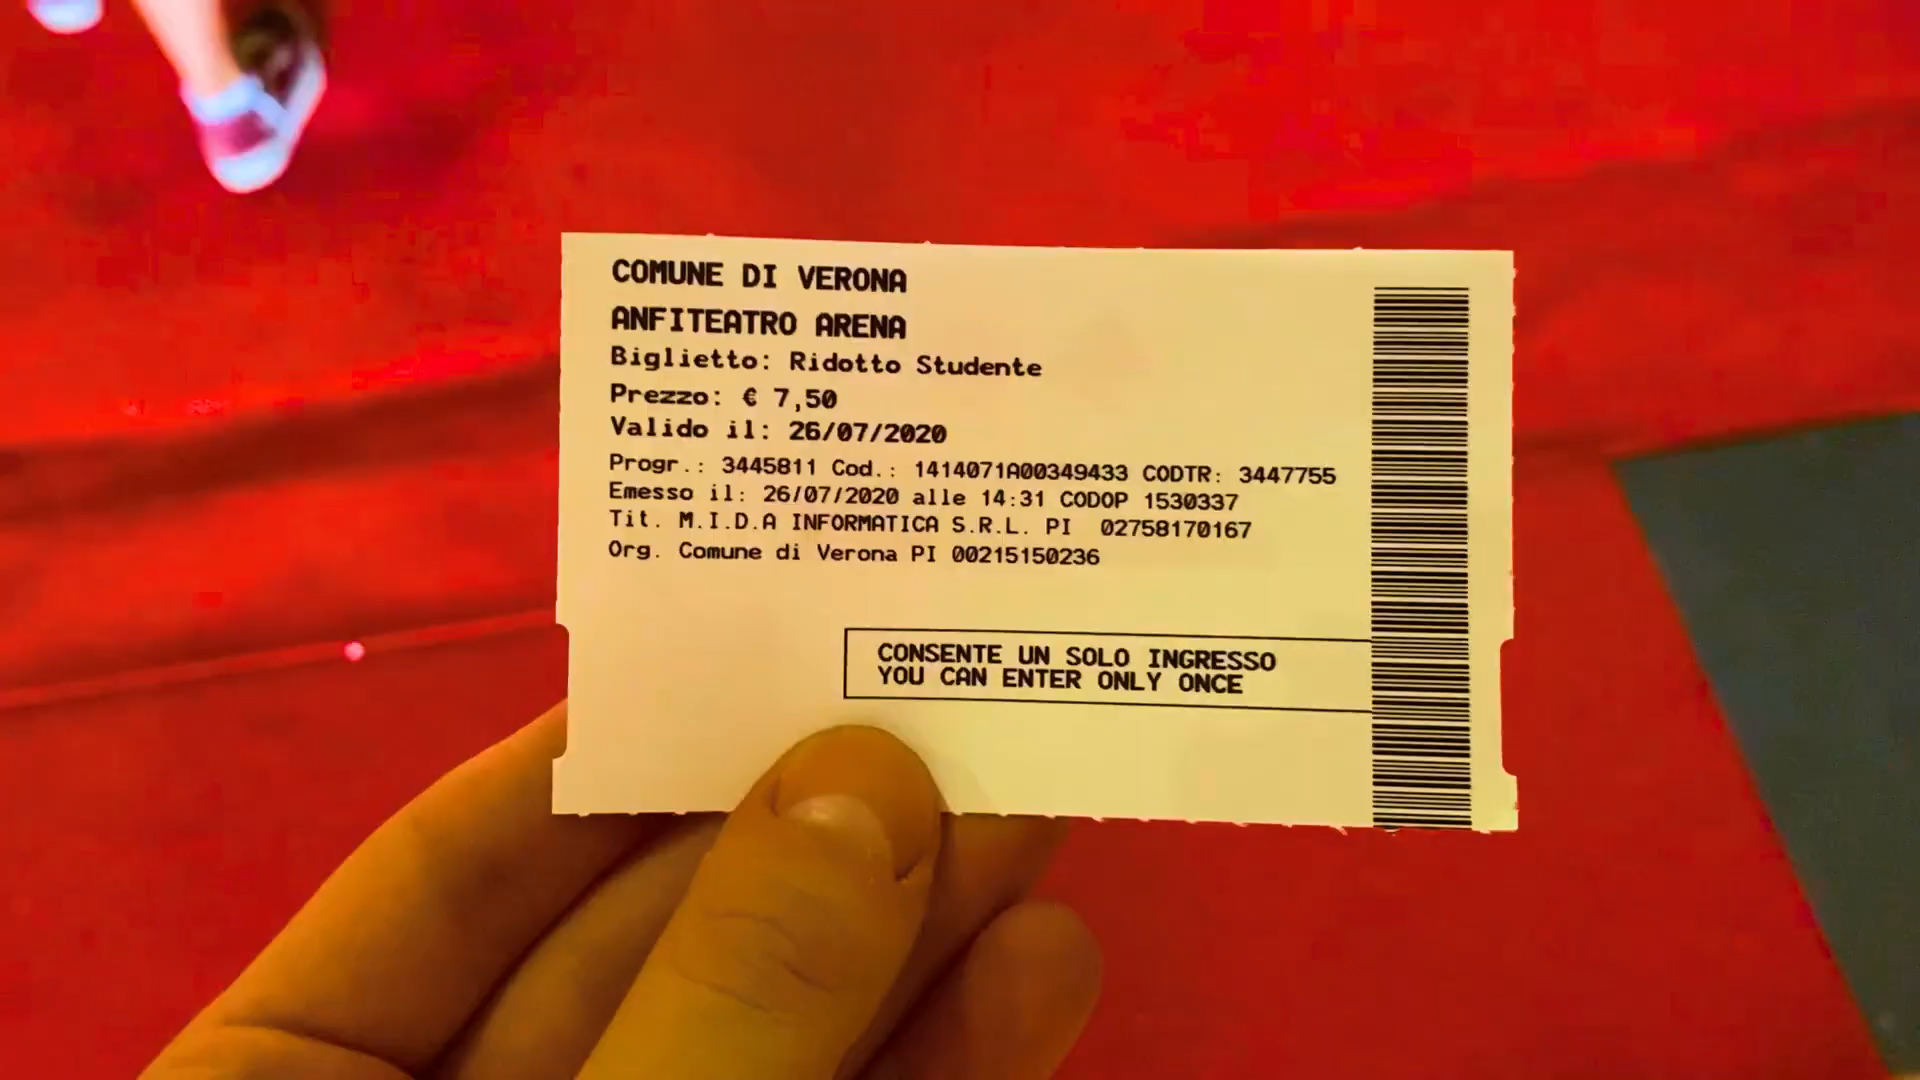 COMUNE DI VERONA
ANFITEATRO ARENA
Biglietto: Ridotto Studente
Prezzo: € 7,50
Valido il: 26/07/2020
Progr.: 3445811 Cod.: 1414071A00349433 CODTR: 3447755
Emesso il: 26/07/2020 alle 14:31 CODOP 1530337
Tit. M.I.D.A INFORMATICA S.R.L. PI 02758170167
Org. Comune di Verona PI 00215150236
CONSENTE UN SOLO INGRESSO
YOU CAN ENTER ONLY ONCE